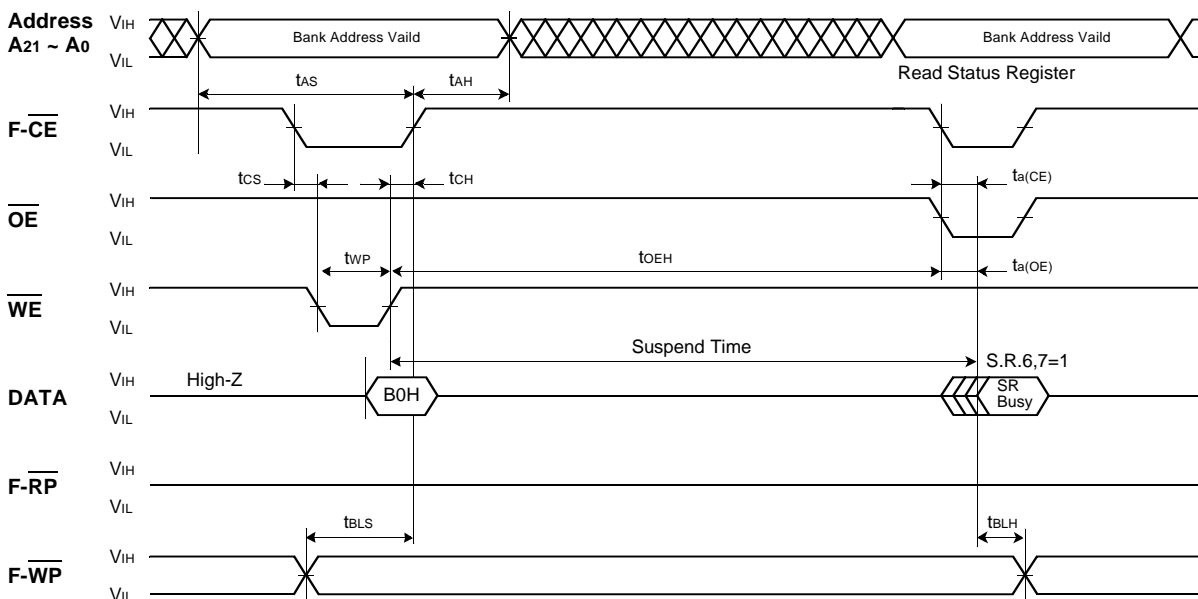 Address
A21 ~ A0
VIH
VIL
Bank Address Vaild
Bank Address Vaild
Read Status Register
tAS
tAH
F-CE
VIH
VIL
tCS
tCH
ta(CE)
OE
VIH
VIL
tWP
tOEH
ta(OE)
WE
VIH
VIL
Suspend Time
S.R.6,7=1
DATA
VIH
VIL
High-Z
B0H
SR
Busy
F-RP
VIH
VIL
tBLS
tBLH
F-WP
VIH
VIL